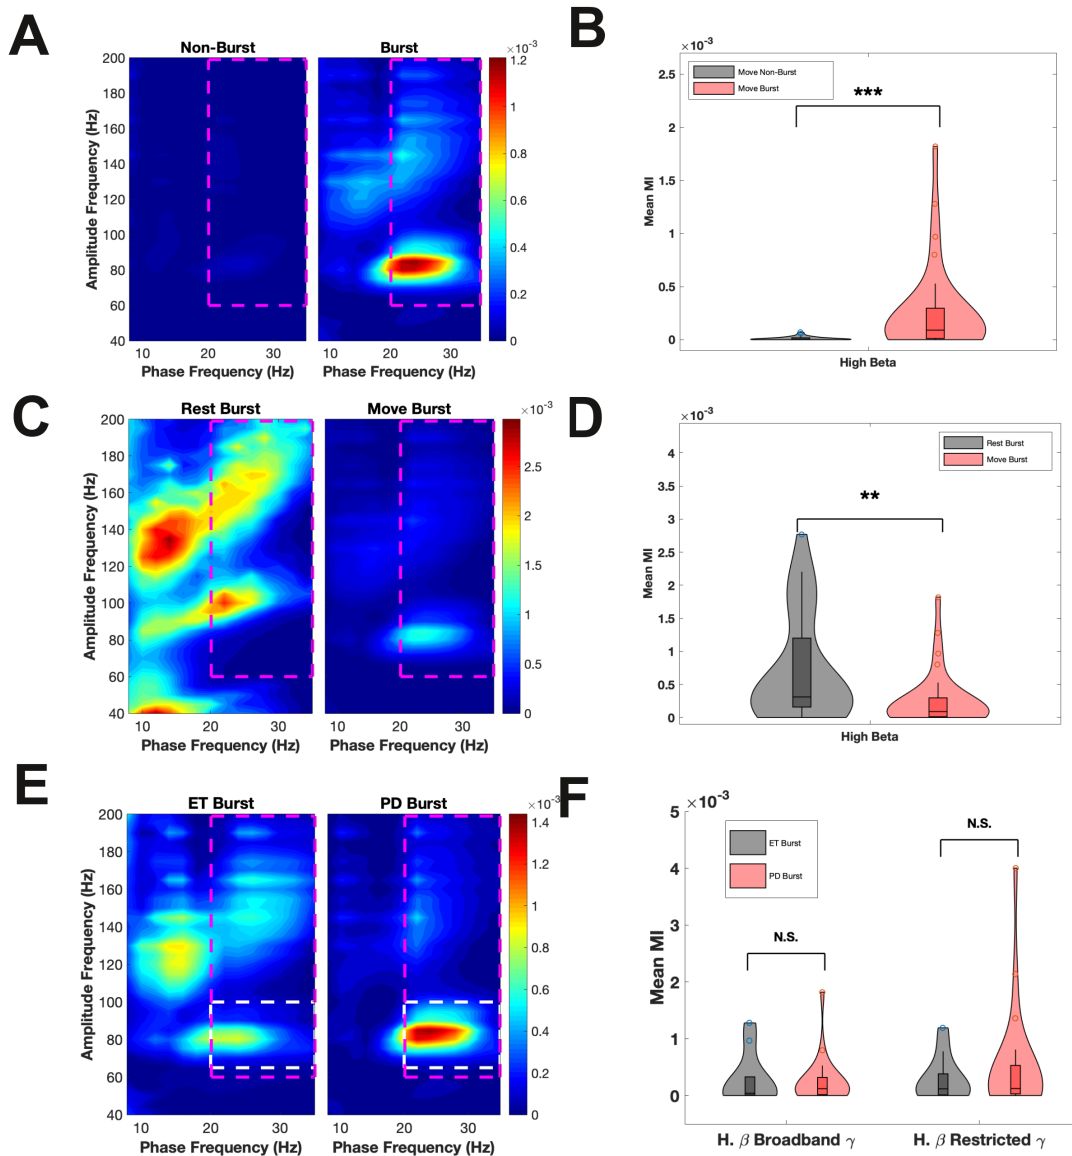 A
Non-Burst
Burst
×10⁻³
Amplitude Frequency (Hz)
200
180
160
140
120
100
80
60
40
10
20
30
10
20
30
Phase Frequency (Hz)
Phase Frequency (Hz)
1.2
1
0.8
0.6
0.4
0.2
0
B
×10⁻³
Move Non-Burst
Move Burst
***
Mean MI
2.5
2
1.5
1
0.5
0
High Beta
C
Rest Burst
Move Burst
×10⁻³
Amplitude Frequency (Hz)
200
180
160
140
120
100
80
60
40
10
20
30
10
20
30
Phase Frequency (Hz)
Phase Frequency (Hz)
2.5
2
1.5
1
0.5
0
D
×10⁻³
Rest Burst
Move Burst
**
Mean MI
4
3.5
3
2.5
2
1.5
1
0.5
0
High Beta
E
ET Burst
PD Burst
×10⁻³
Amplitude Frequency (Hz)
200
180
160
140
120
100
80
60
40
10
20
30
10
20
30
Phase Frequency (Hz)
Phase Frequency (Hz)
1.4
1.2
1
0.8
0.6
0.4
0.2
0
F
×10⁻³
ET Burst
PD Burst
N.S.
N.S.
Mean MI
5
4
3
2
1
0
H. β Broadband γ
H. β Restricted γ